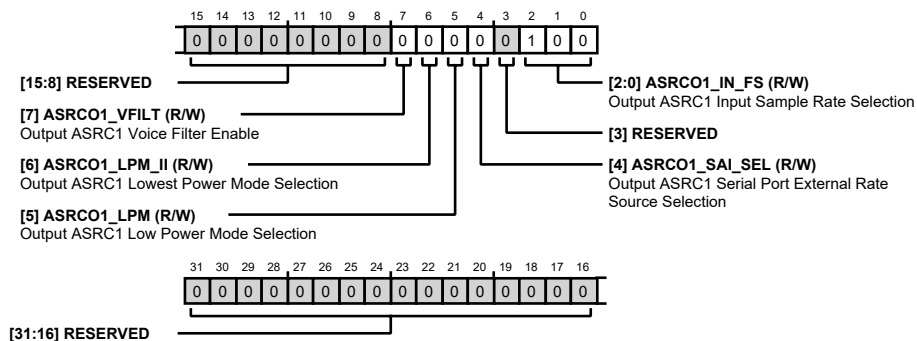 15 14 13 12 11 10 9 8 7 6 5 4 3 2 1 0
0 0 0 0 0 0 0 0 0 0 0 0 0 1 0 0
[15:8] RESERVED
[2:0] ASRCO1_IN_FS (R/W)
Output ASRC1 Input Sample Rate Selection
[7] ASRCO1_VFILT (R/W)
Output ASRC1 Voice Filter Enable
[3] RESERVED
[6] ASRCO1_LPM_II (R/W)
Output ASRC1 Lowest Power Mode Selection
[4] ASRCO1_SAI_SEL (R/W)
Output ASRC1 Serial Port External Rate
Source Selection
[5] ASRCO1_LPM (R/W)
Output ASRC1 Low Power Mode Selection
31 30 29 28 27 26 25 24 23 22 21 20 19 18 17 16
0 0 0 0 0 0 0 0 0 0 0 0 0 0 0 0
[31:16] RESERVED